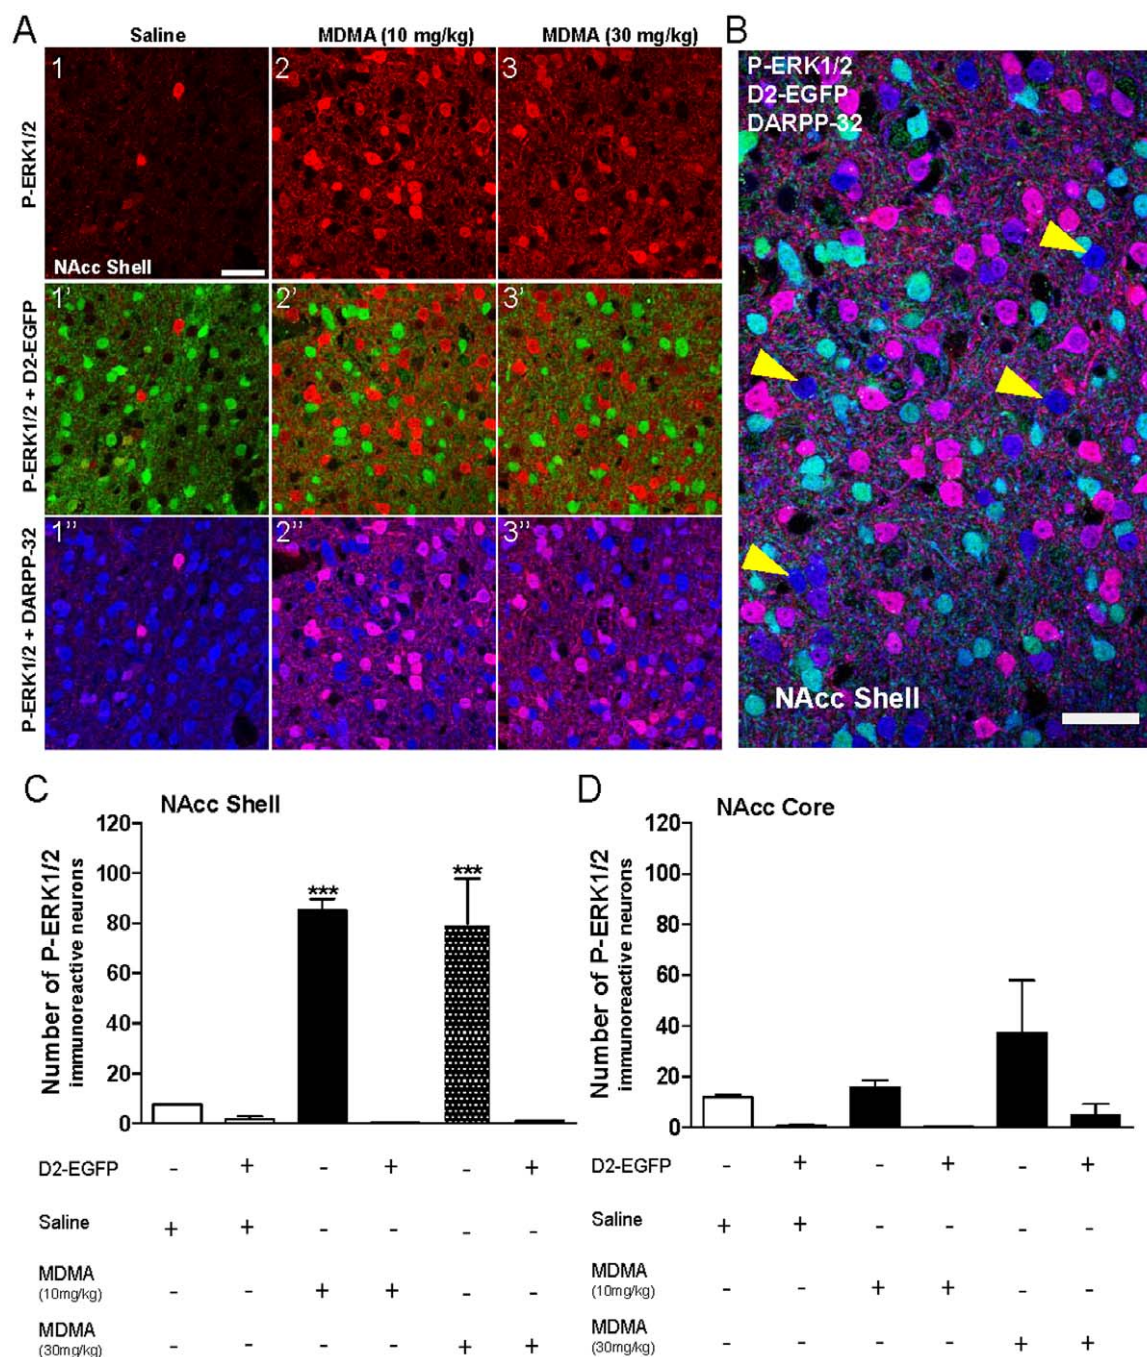 A
Saline
MDMA (10 mg/kg)
MDMA (30 mg/kg)
P-ERK1/2
1
2
3
NAcc Shell
P-ERK1/2 + D2-EGFP
1'
2'
3'
P-ERK1/2 + DARPP-32
1''
2''
3''
B
P-ERK1/2
D2-EGFP
DARPP-32
NAcc Shell
C
NAcc Shell
Number of P-ERK1/2
immunoreactive neurons
120
100
80
60
40
20
0
***
***
D2-EGFP - + - + - +
Saline + + - - - -
MDMA
(10mg/kg) - - + + - -
MDMA
(30mg/kg) - - - - + +
D
NAcc Core
Number of P-ERK1/2
immunoreactive neurons
120
100
80
60
40
20
0
D2-EGFP - + - + - +
Saline + + - - - -
MDMA
(10mg/kg) - - + + - -
MDMA
(30mg/kg) - - - - + +